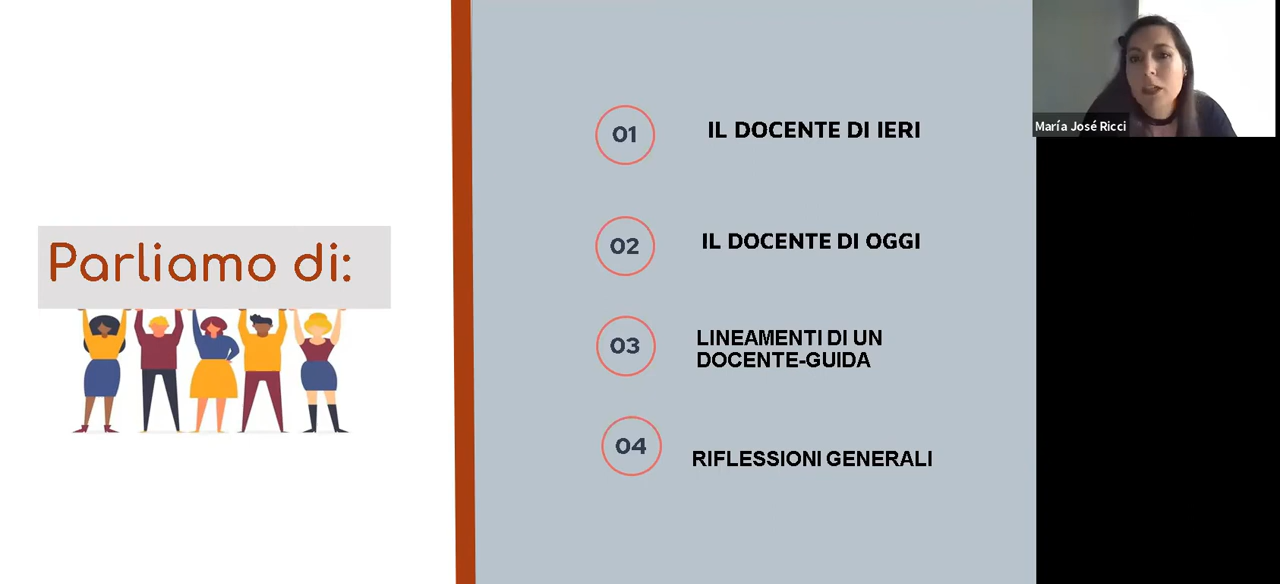 Parliamo di:
01
IL DOCENTE DI IERI
02
IL DOCENTE DI OGGI
03
LINEAMENTI DI UN
DOCENTE-GUIDA
04
RIFLESSIONI GENERALI
María José Ricci